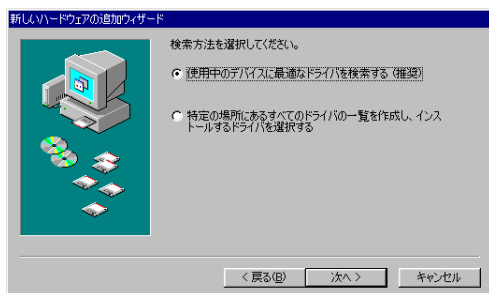 新しいハードウェアの追加ウィザード
検索方法を選択してください。
使用中のデバイスに最適なドライバを検索する (推奨)
特定の場所にあるすべてのドライバの一覧を作成し、インス
トールするドライバを選択する
< 戻る(B)
次へ >
キャンセル